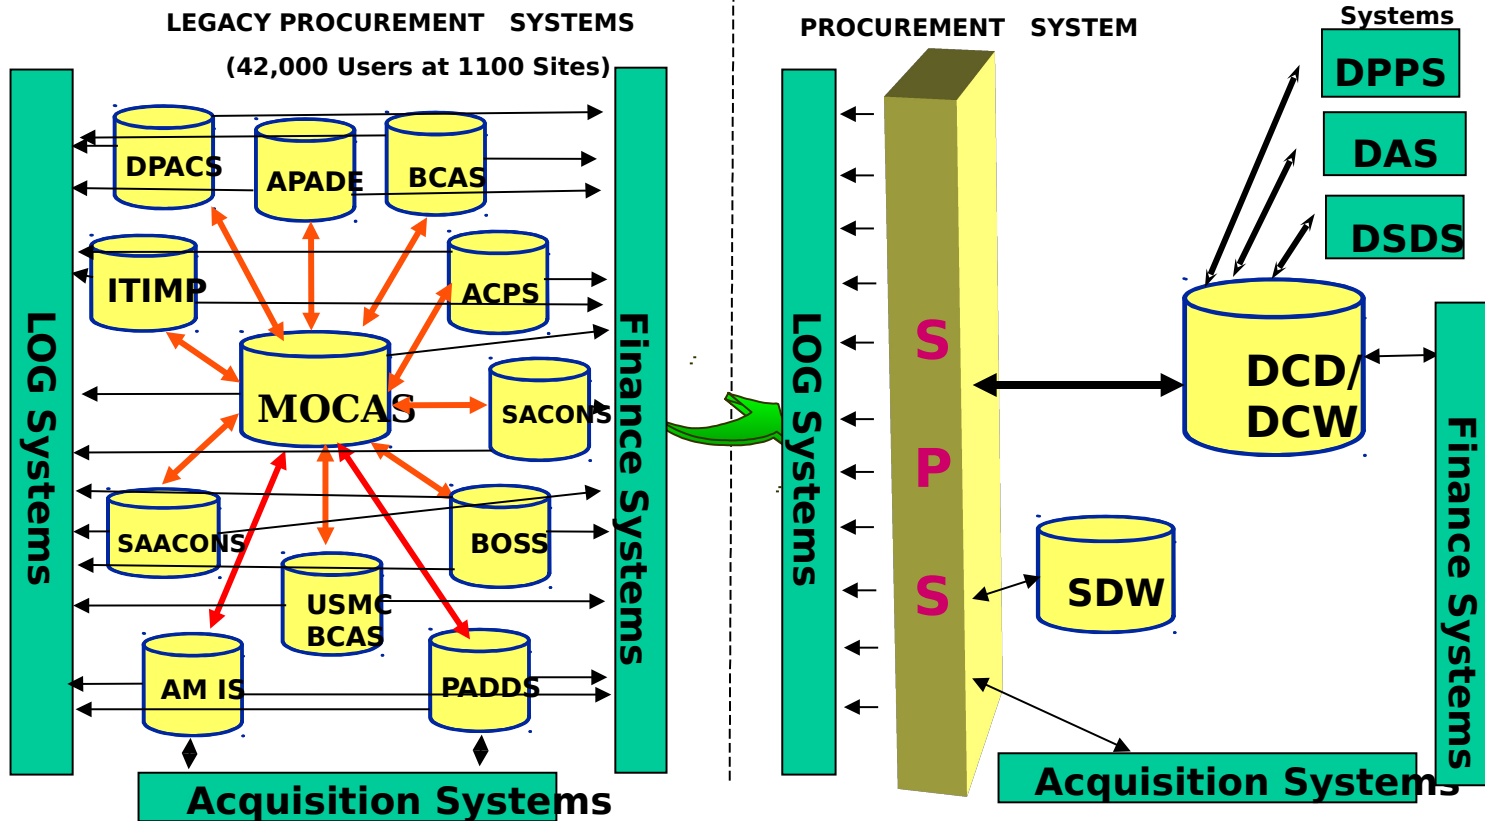 LEGACY PROCUREMENT SYSTEMS
(42,000 Users at 1100 Sites)
LOG Systems
DPACS
APADE
BCAS
ITIMP
ACPS
MOCAS
SACONS
SAACONS
BOSS
USMC
BCAS
AM IS
PADDS
Finance Systems
Acquisition Systems
PROCUREMENT SYSTEM
LOG Systems
S
P
S
Systems
DPPS
DAS
DSDS
DCD/
DCW
SDW
Finance Systems
Acquisition Systems